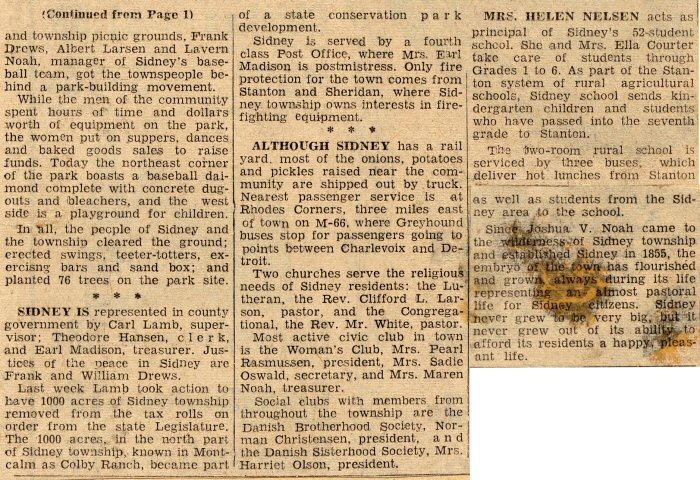 (Continued from Page 1)
and township picnic grounds, Frank
Drews, Albert Larsen and Lavern
Noah, manager of Sidney's base-
ball team, got the townspeople be-
hind a park-building movement.
While the men of the community
spent hours of time and dollars
worth of equipment on the park,
the women put on suppers, dances
and baked goods sales to raise
funds. Today the northeast corner
of the park boasts a baseball dai-
mond complete with concrete dug-
outs and bleachers, and the west
side is a playground for children.
In all, the people of Sidney and
the township cleared the ground;
erected swings, teeter-totters, ex-
ercisng bars and sand box; and
planted 76 trees on the park site.
* * *
SIDNEY IS represented in county
government by Carl Lamb, super-
visor; Theodore Hansen, clerk,
and Earl Madison, treasurer. Jus-
tices of the peace in Sidney are
Frank and William Drews.
Last week Lamb took action to
have 1000 acres of Sidney township
removed from the tax rolls on
order from the state Legislature.
The 1000 acres, in the north part
of Sidney township, known in Mont-
calm as Colby Ranch, became part
of a state conservation park
development.
Sidney is served by a fourth
class Post Office, where Mrs. Earl
Madison is postmistress. Only fire
protection for the town comes from
Stanton and Sheridan, where Sid-
ney township owns interests in fire-
fighting equipment.
* * *
ALTHOUGH SIDNEY has a rail
yard, most of the onions, potatoes
and pickles raised near the com-
munity are shipped out by truck.
Nearest passenger service is at
Rhodes Corners, three miles east
of town on M-66, where Greyhound
buses stop for passengers going to
points between Charlevoix and De-
troit.
Two churches serve the religious
needs of Sidney residents: the Lu-
theran, the Rev. Clifford L. Lar-
son, pastor, and the Congrega-
tional, the Rev. Mr. White, pastor.
Most active civic club in town
is the Woman's Club, Mrs. Pearl
Rasmussen, president, Mrs. Sadie
Oswald, secretary, and Mrs. Maren
Noah, treasurer.
Social clubs with members from
throughout the township are the
Danish Brotherhood Society, Nor-
man Christensen, president, and
the Danish Sisterhood Society, Mrs.
Harriet Olson, president.
MRS. HELEN NELSEN acts as
principal of Sidney's 52-student
school. She and Mrs. Ella Courter
take care of students through
Grades 1 to 6. As part of the Stan-
ton system of rural agricultural
schools, Sidney school sends kin-
dergarten children and students
who have passed into the seventh
grade to Stanton.
The two-room rural school is
serviced by three buses, which
deliver hot lunches from Stanton
as well as students from the Sid-
ney area to the school.
Since Joshua V. Noah came to
the wilderness of Sidney township
and established Sidney in 1855, the
embryo of the town has flourished
and grown, always during its life
representing an almost pastoral
life for Sidney citizens. Sidney
never grew to be very big, but it
never grew out of its ability to
afford its residents a happy, pleas-
ant life.